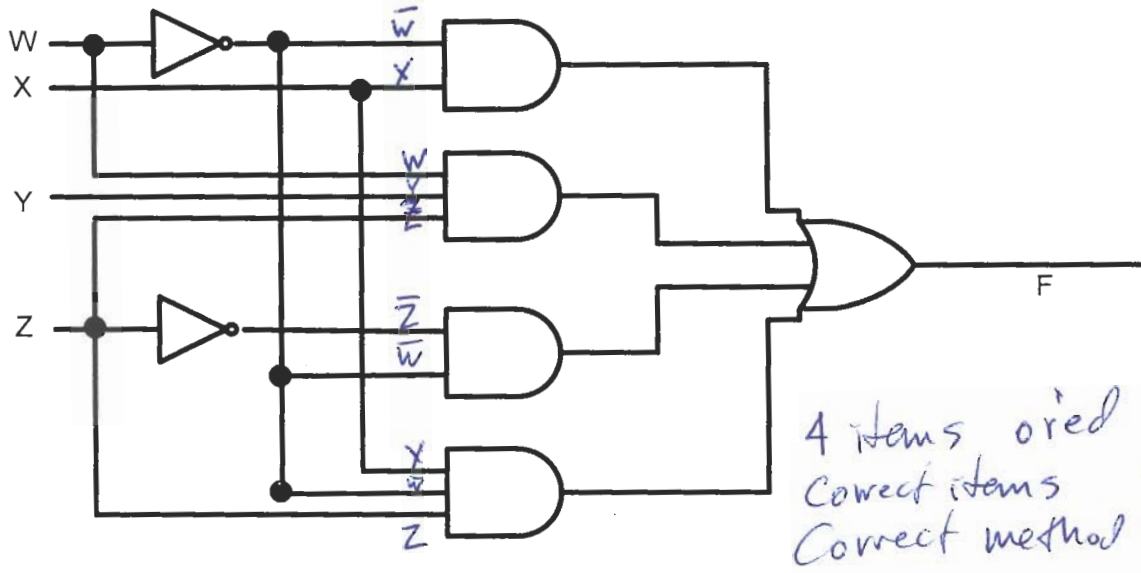 W
X
Y
Z
W̅
X
W
Y
Z
Z̅
W̅
X
W̅
Z
F
4 items ored
Correct items
Correct method